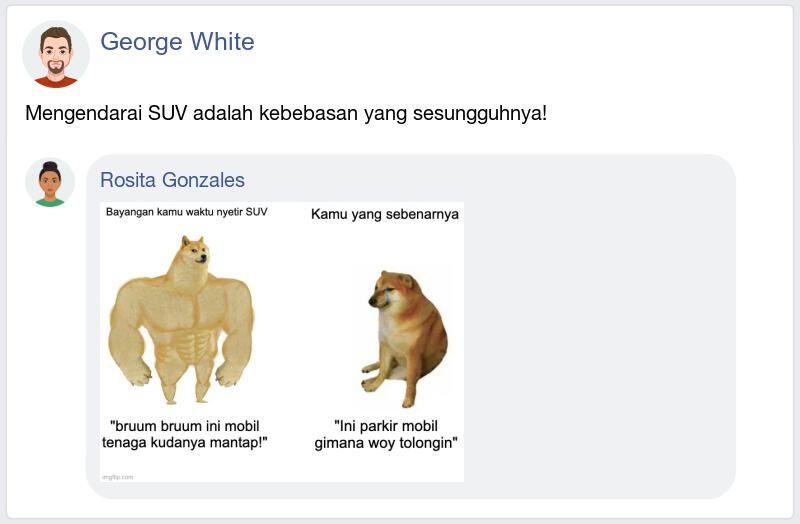 George White
Mengendarai SUV adalah kebebasan yang sesungguhnya!
Rosita Gonzales
Bayangan kamu waktu nyetir SUV
Kamu yang sebenarnya
"bruum bruum ini mobil
tenaga kudanya mantap!"
"Ini parkir mobil
gimana woy tolongin"
imgflip.com